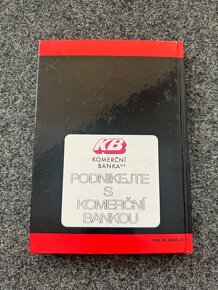 KB
KOMERČNÍ
BANKA a.s
PODNIKEJTE
S
KOMERČNÍ
BANKOU